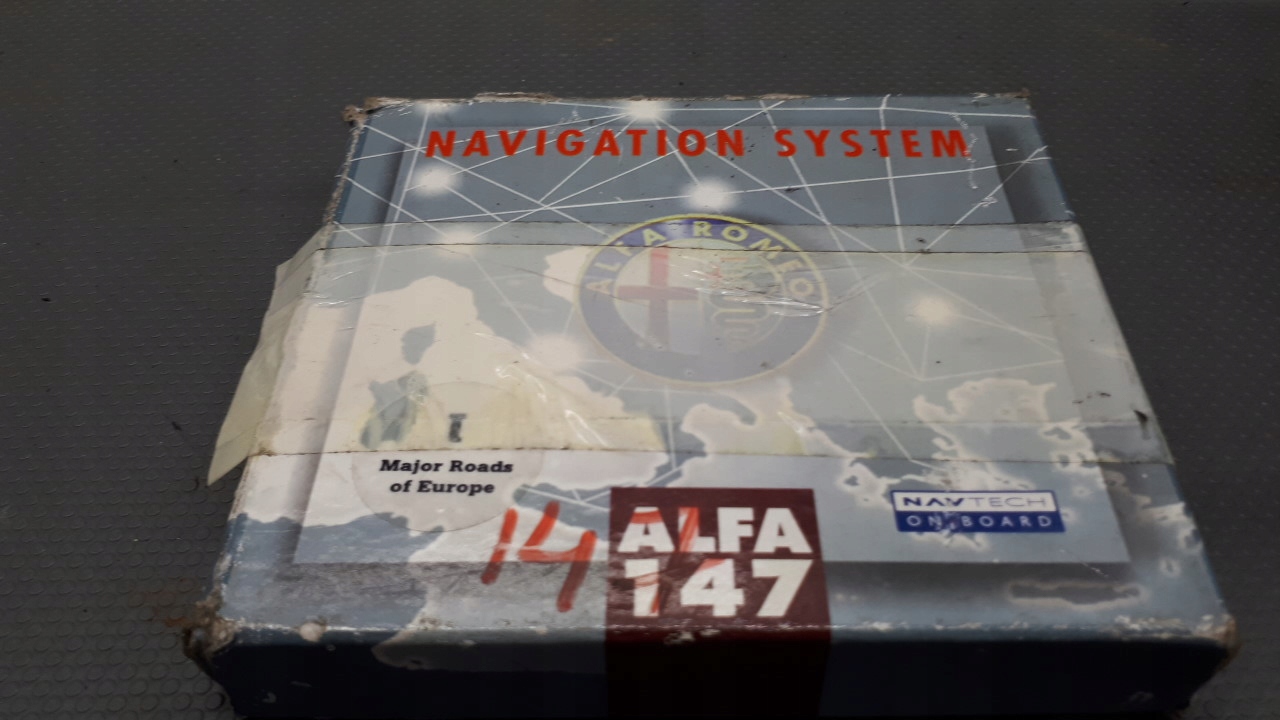 NAVIGATION SYSTEM
ALFA ROMEO
I
Major Roads
of Europe
14
ALFA
147
NAVTECH
ON BOARD